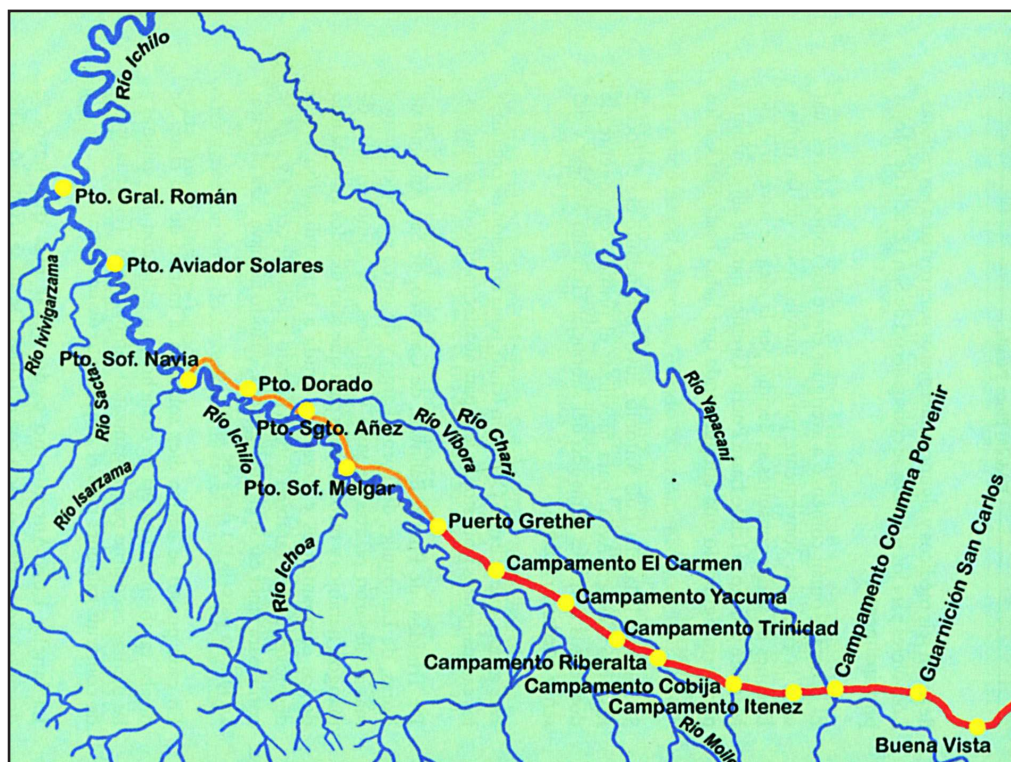 Río Ichilo
Pto. Gral. Román
Pto. Aviador Solares
Río Ivivigarzama
Pto. Sof. Navia
Río Sacta
Pto. Dorado
Río Yapacaní
Campamento Columna Porvenir
Río Ichilo
Pto. Sgto. Añez
Río Víbora
Río Chari
Río Isarzama
Pto. Sof. Melgar
Guarnición San Carlos
Puerto Grether
Río Ichoa
Campamento El Carmen
Campamento Yacuma
Campamento Trinidad
Campamento Riberalta
Campamento Cobija
Campamento Itenez
Río Moile
Buena Vista